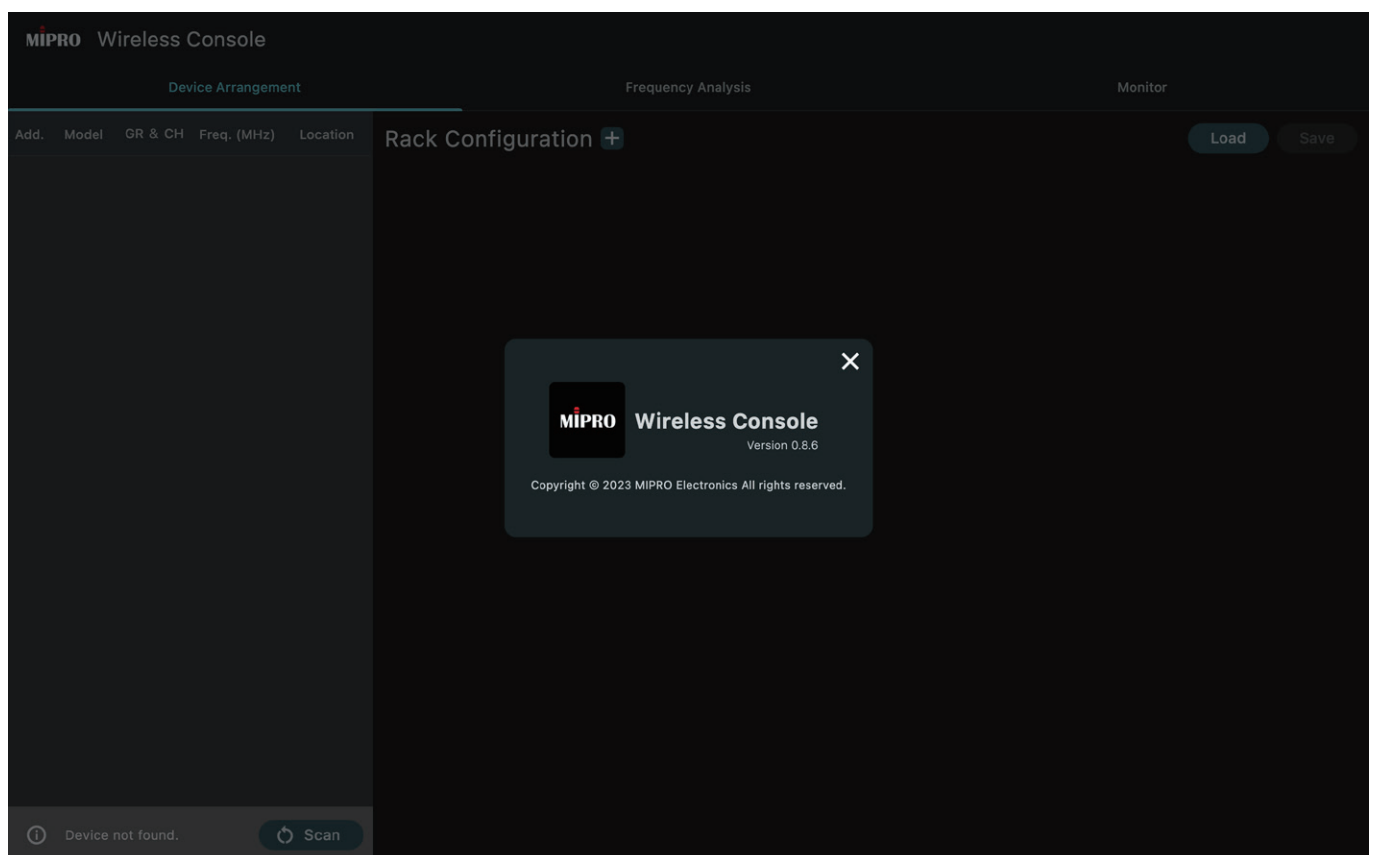 MIPRO Wireless Console
Device Arrangement Frequency Analysis Monitor
Add. Model GR & CH Freq. (MHz) Location
Rack Configuration +
Load Save
MIPRO
Wireless Console
Version 0.8.6
Copyright © 2023 MIPRO Electronics All rights reserved.
Device not found.
Scan